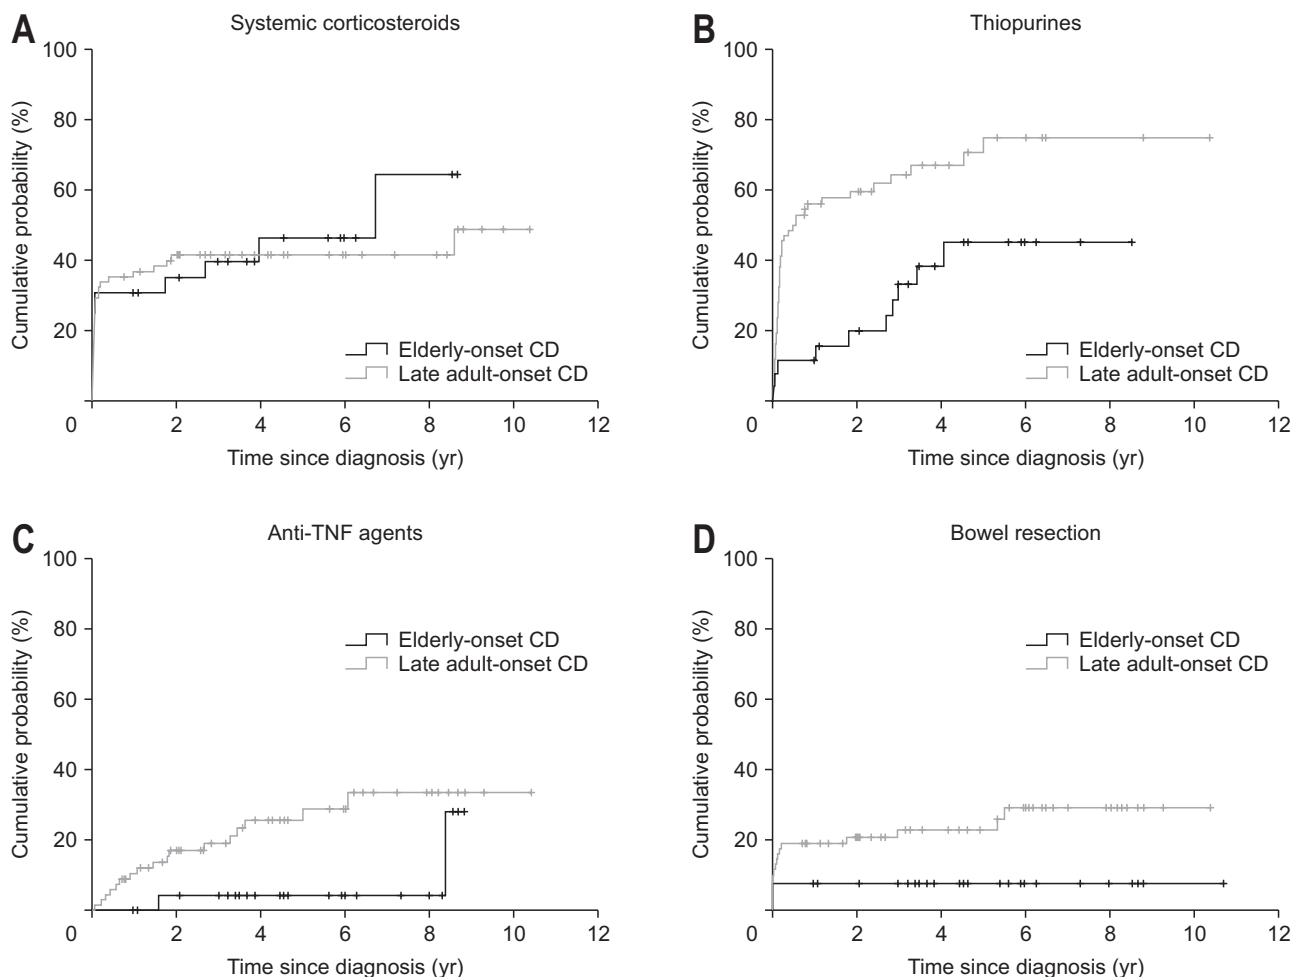 A
Systemic corticosteroids
100
80
60
40
20
0
2
4
6
8
10
12
Cumulative probability (%)
Time since diagnosis (yr)
Elderly-onset CD
Late adult-onset CD
B
Thiopurines
100
80
60
40
20
0
2
4
6
8
10
12
Cumulative probability (%)
Time since diagnosis (yr)
Elderly-onset CD
Late adult-onset CD
C
Anti-TNF agents
100
80
60
40
20
0
2
4
6
8
10
12
Cumulative probability (%)
Time since diagnosis (yr)
Elderly-onset CD
Late adult-onset CD
D
Bowel resection
100
80
60
40
20
0
2
4
6
8
10
12
Cumulative probability (%)
Time since diagnosis (yr)
Elderly-onset CD
Late adult-onset CD